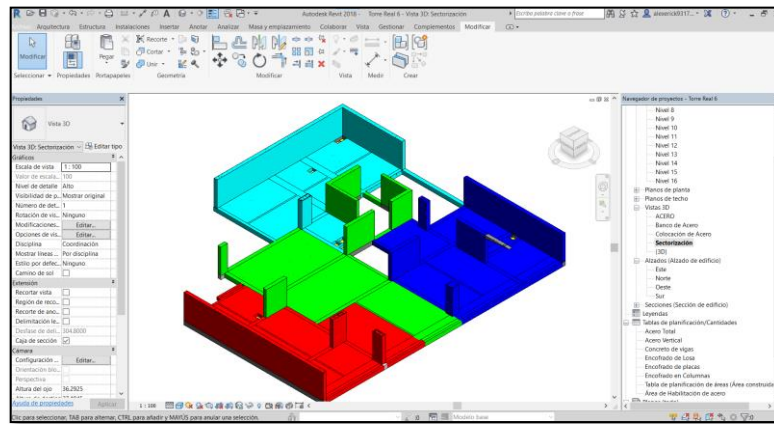 Autodesk Revit 2018 - Torre Real 6 - Vista 3D: Sectorización
Escriba palabra clave o frase
Arquitectura Estructura Instalaciones Insertar Anotar Analizar Masa y emplazamiento Colaborar Vista Gestionar Complementos Modificar
Modificar
Pegar
Recorte
Cortar
Unir
Seleccionar Propiedades Portapapeles Geometría Modificar Vista Medir Crear
Propiedades
Vista 3D
Vista 3D: Sectorización
Editar tipo
Gráficos
Escala de vista 1 : 100
Valor de escala... 100
Nivel de detalle Alto
Visibilidad de p... Mostrar original
Número de det... 1
Rotación de vis... Ninguno
Modificaciones... Editar...
Opciones de vis... Editar...
Disciplina Coordinación
Mostrar líneas ... Por disciplina
Estilo por defec... Ninguno
Camino de sol
Extensión
Recortar vista
Región de reco...
Recorte de ano...
Delimitación le...
Desfase de deli... 304.8000
Caja de sección
Cámara
Configuración ... Editar...
Perspectiva
Altura del ojo 36.2925
Ayuda de propiedades Aplicar
Navegador de proyectos - Torre Real 6
Nivel 8
Nivel 9
Nivel 10
Nivel 11
Nivel 12
Nivel 13
Nivel 14
Nivel 15
Nivel 16
Planos de planta
Planos de techo
Vistas 3D
ACERO
Banco de Acero
Colocación de Acero
Sectorización
{3D}
Alzados (Alzado de edificio)
Este
Norte
Oeste
Sur
Secciones (Sección de edificio)
Leyendas
Tablas de planificación/Cantidades
Acero Total
Acero Vertical
Concreto de vigas
Encofrado de Losa
Encofrado de placas
Encofrado en Columnas
Tabla de planificación de áreas (Área construida
Área de Habilitación de acero
1 : 100
Clic para seleccionar, TAB para alternar, CTRL para añadir y MAYÚS para anular una selección.
Modelo base